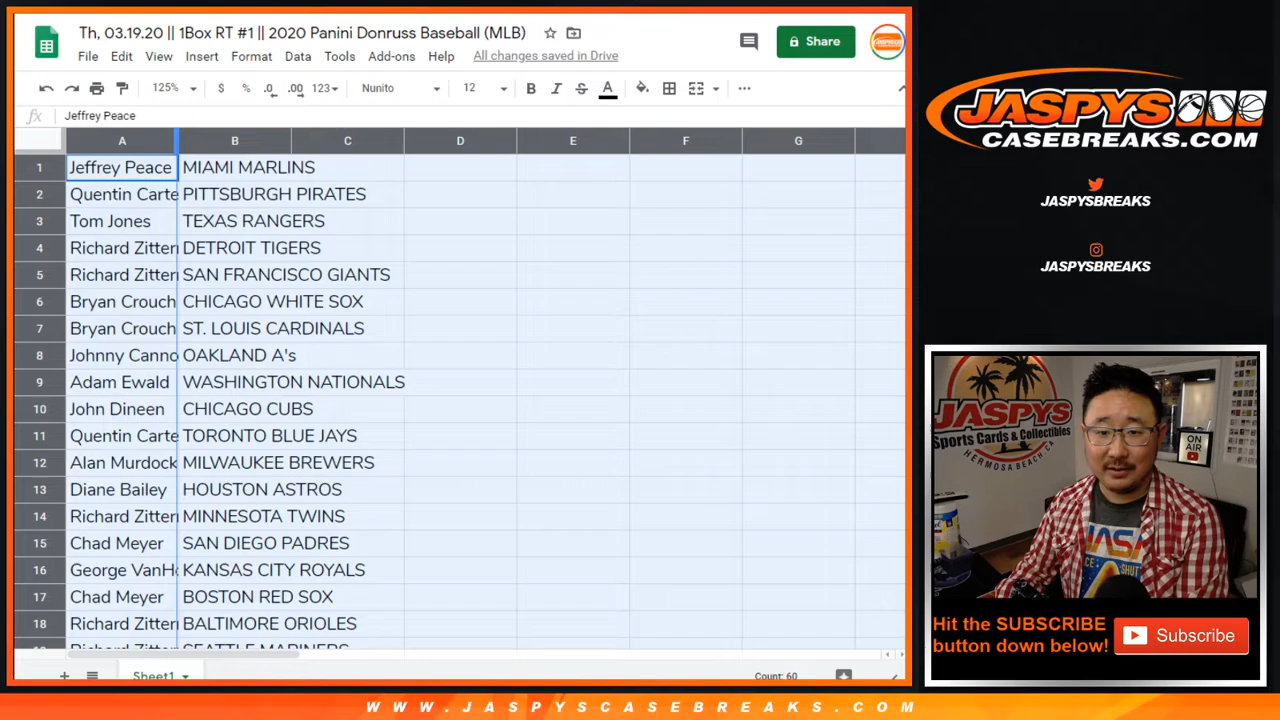 Th, 03.19.20 || 1Box RT #1 || 2020 Panini Donruss Baseball (MLB)
File Edit View Insert Format Data Tools Add-ons Help All changes saved in Drive
Share
125% $ % .0 .00 123 Nunito 12 B I S A
fx Jeffrey Peace
A B C D E F G
1 Jeffrey Peace MIAMI MARLINS
2 Quentin Carte PITTSBURGH PIRATES
3 Tom Jones TEXAS RANGERS
4 Richard Zitten DETROIT TIGERS
5 Richard Zitten SAN FRANCISCO GIANTS
6 Bryan Crouch CHICAGO WHITE SOX
7 Bryan Crouch ST. LOUIS CARDINALS
8 Johnny Canno OAKLAND A's
9 Adam Ewald WASHINGTON NATIONALS
10 John Dineen CHICAGO CUBS
11 Quentin Carte TORONTO BLUE JAYS
12 Alan Murdock MILWAUKEE BREWERS
13 Diane Bailey HOUSTON ASTROS
14 Richard Zitten MINNESOTA TWINS
15 Chad Meyer SAN DIEGO PADRES
16 George VanH KANSAS CITY ROYALS
17 Chad Meyer BOSTON RED SOX
18 Richard Zitten BALTIMORE ORIOLES
Richard Zitten SEATTLE MARINERS
Sheet1
Count: 60
JASPYS
CASEBREAKS.COM
JASPYSBREAKS
JASPYSBREAKS
JASPYS
Sports Cards & Collectibles
HERMOSA BEACH, CA
ON AIR
Hit the SUBSCRIBE
button down below!
Subscribe
WWW.JASPYSCASEBREAKS.COM